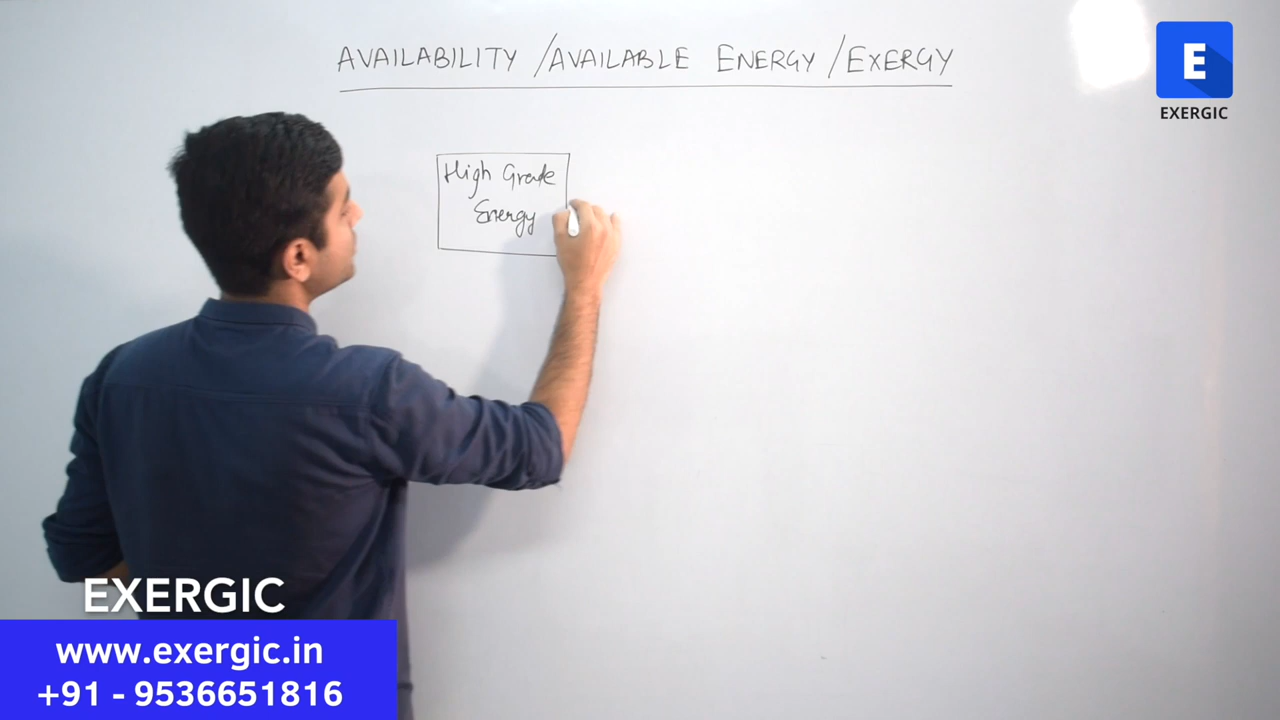 AVAILABILITY / AVAILABLE ENERGY / EXERGY
E
EXERGIC
High Grade
Energy
EXERGIC
www.exergic.in
+91 - 9536651816